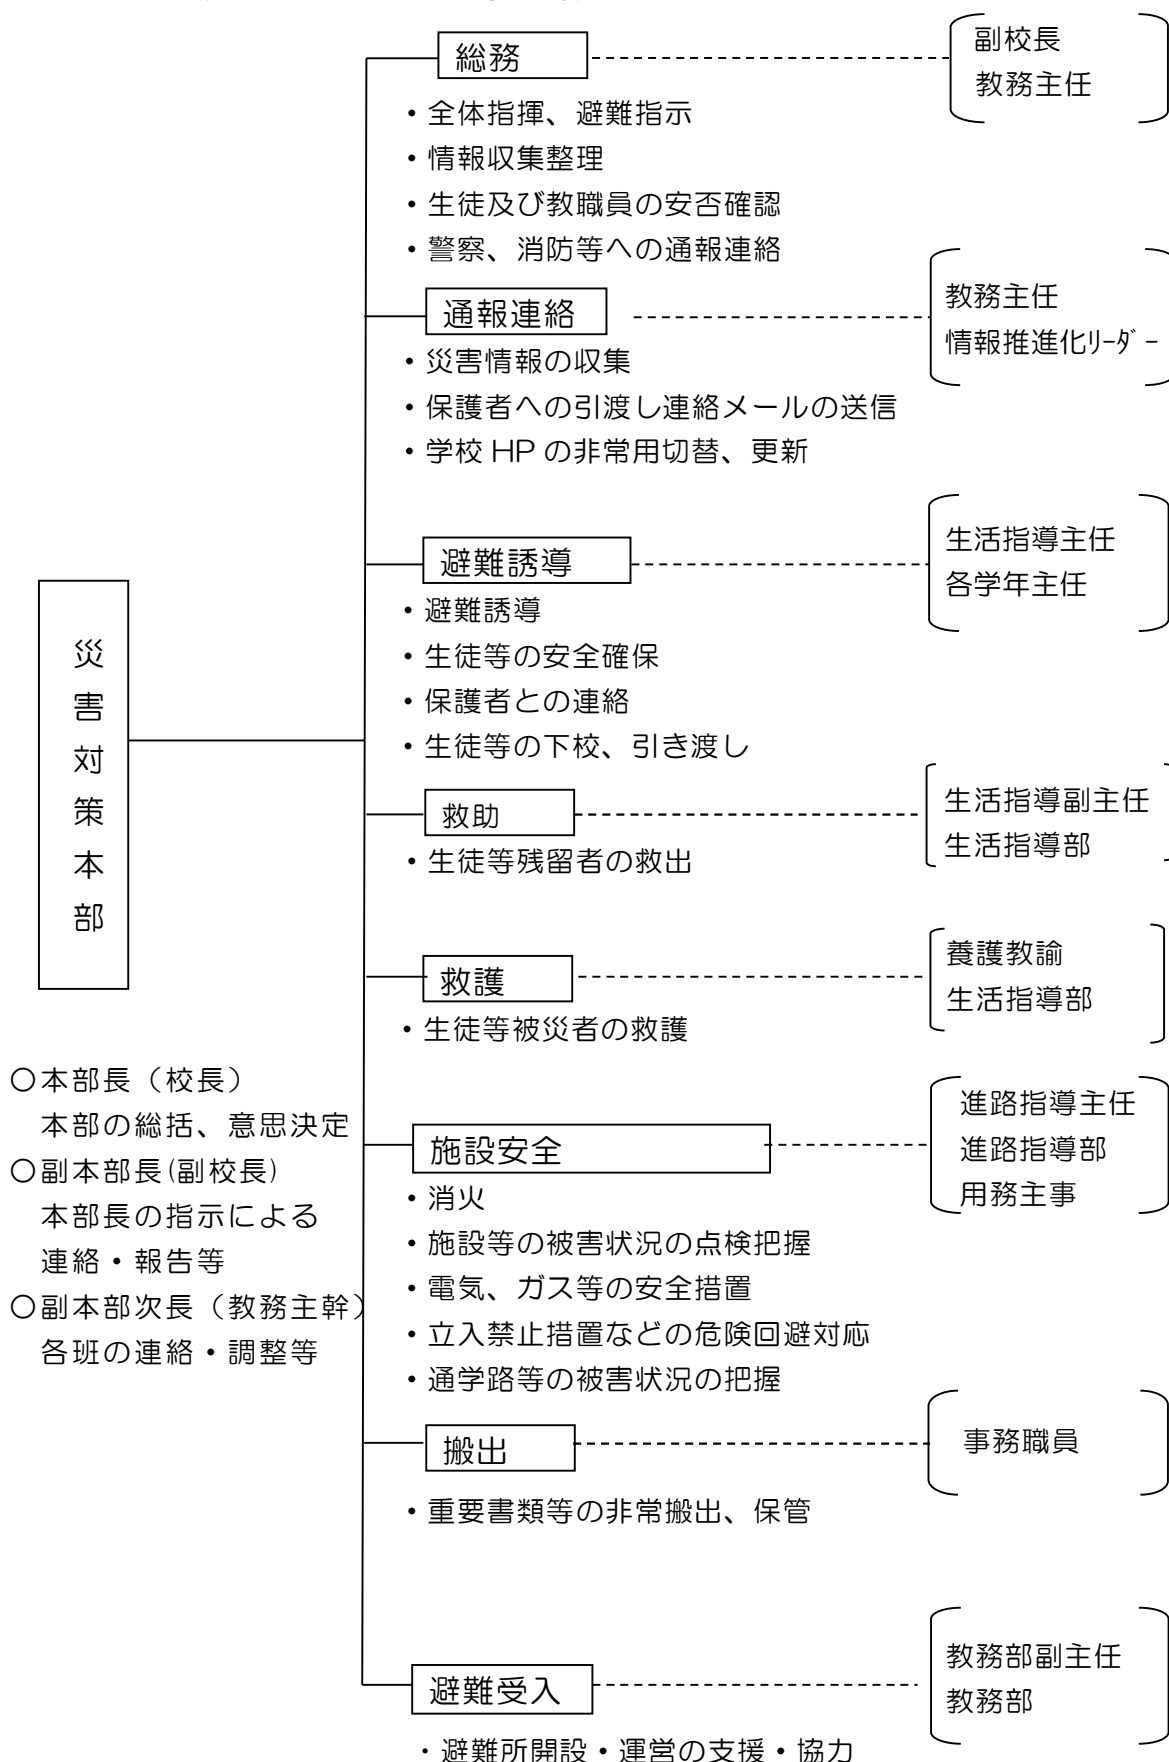 総務
副校長
教務主任
・全体指揮、避難指示
・情報収集整理
・生徒及び教職員の安否確認
・警察、消防等への通報連絡
通報連絡
教務主任
情報推進化ﾘｰﾀﾞｰ
・災害情報の収集
・保護者への引渡し連絡メールの送信
・学校 HP の非常用切替、更新
避難誘導
生活指導主任
各学年主任
・避難誘導
・生徒等の安全確保
・保護者との連絡
・生徒等の下校、引き渡し
災害対策本部
救助
生活指導副主任
生活指導部
・生徒等残留者の救出
救護
養護教諭
生活指導部
・生徒等被災者の救護
〇本部長（校長）
本部の総括、意思決定
〇副本部長(副校長)
本部長の指示による
連絡・報告等
〇副本部次長（教務主幹）
各班の連絡・調整等
施設安全
進路指導主任
進路指導部
用務主事
・消火
・施設等の被害状況の点検把握
・電気、ガス等の安全措置
・立入禁止措置などの危険回避対応
・通学路等の被害状況の把握
搬出
事務職員
・重要書類等の非常搬出、保管
避難受入
教務部副主任
教務部
・避難所開設・運営の支援・協力